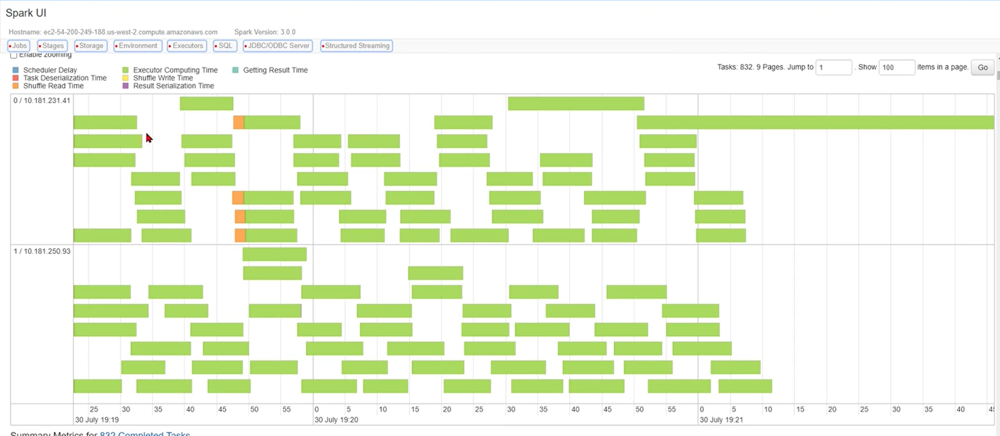 Spark UI
Hostname: ec2-54-200-249-188.us-west-2.compute.amazonaws.com Spark Version: 3.0.0
Jobs Stages Storage Environment Executors SQL JDBC/ODBC Server Structured Streaming
Enable zooming
Scheduler Delay Executor Computing Time Getting Result Time
Task Deserialization Time Shuffle Write Time
Shuffle Read Time Result Serialization Time
Tasks: 832. 9 Pages. Jump to 1 . Show 100 items in a page. Go
0 / 10.181.231.41
1 / 10.181.250.93
25 30 35 40 45 50 55 0 5 10 15 20 25 30 35 40 45 50 55 0 5 10 15 20 25 30 35 40
30 July 19:19 30 July 19:20 30 July 19:21
Summary Metrics for 832 Completed Tasks